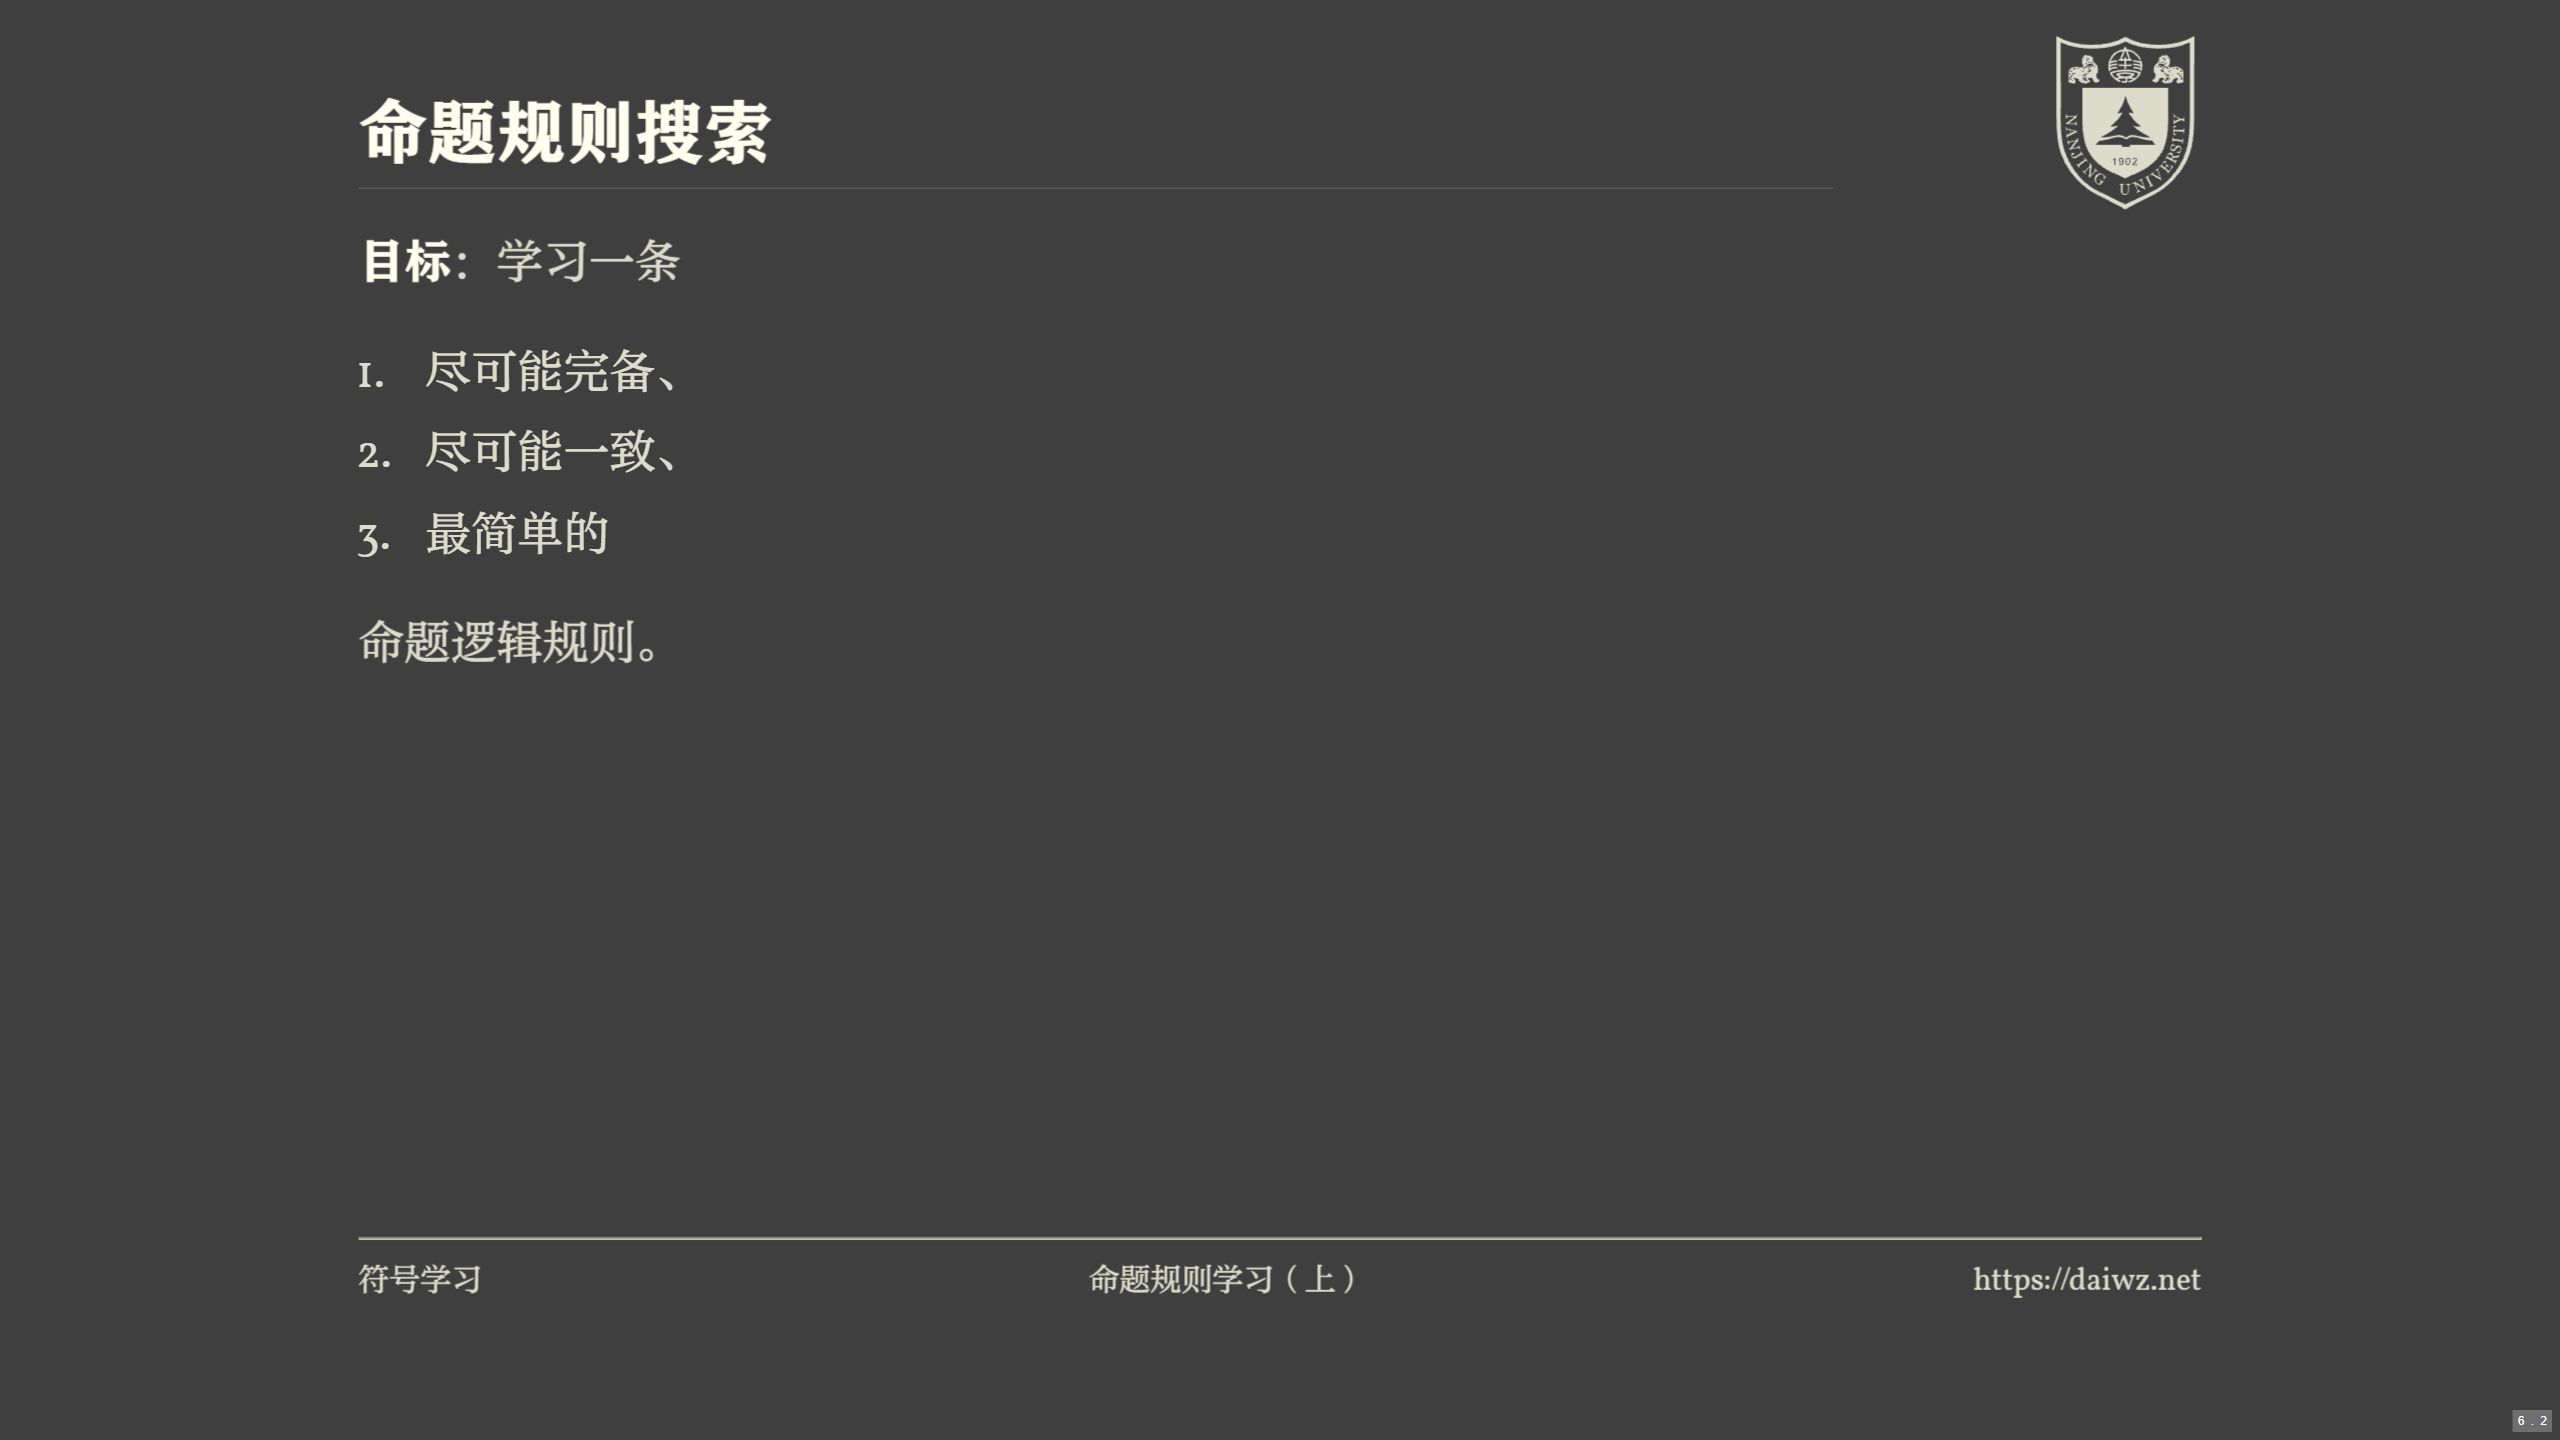 命题规则搜索
1902
NANJING UNIVERSITY
目标：学习一条
1. 尽可能完备、
2. 尽可能一致、
3. 最简单的
命题逻辑规则。
符号学习
命题规则学习（上）
https://daiwz.net
6.2